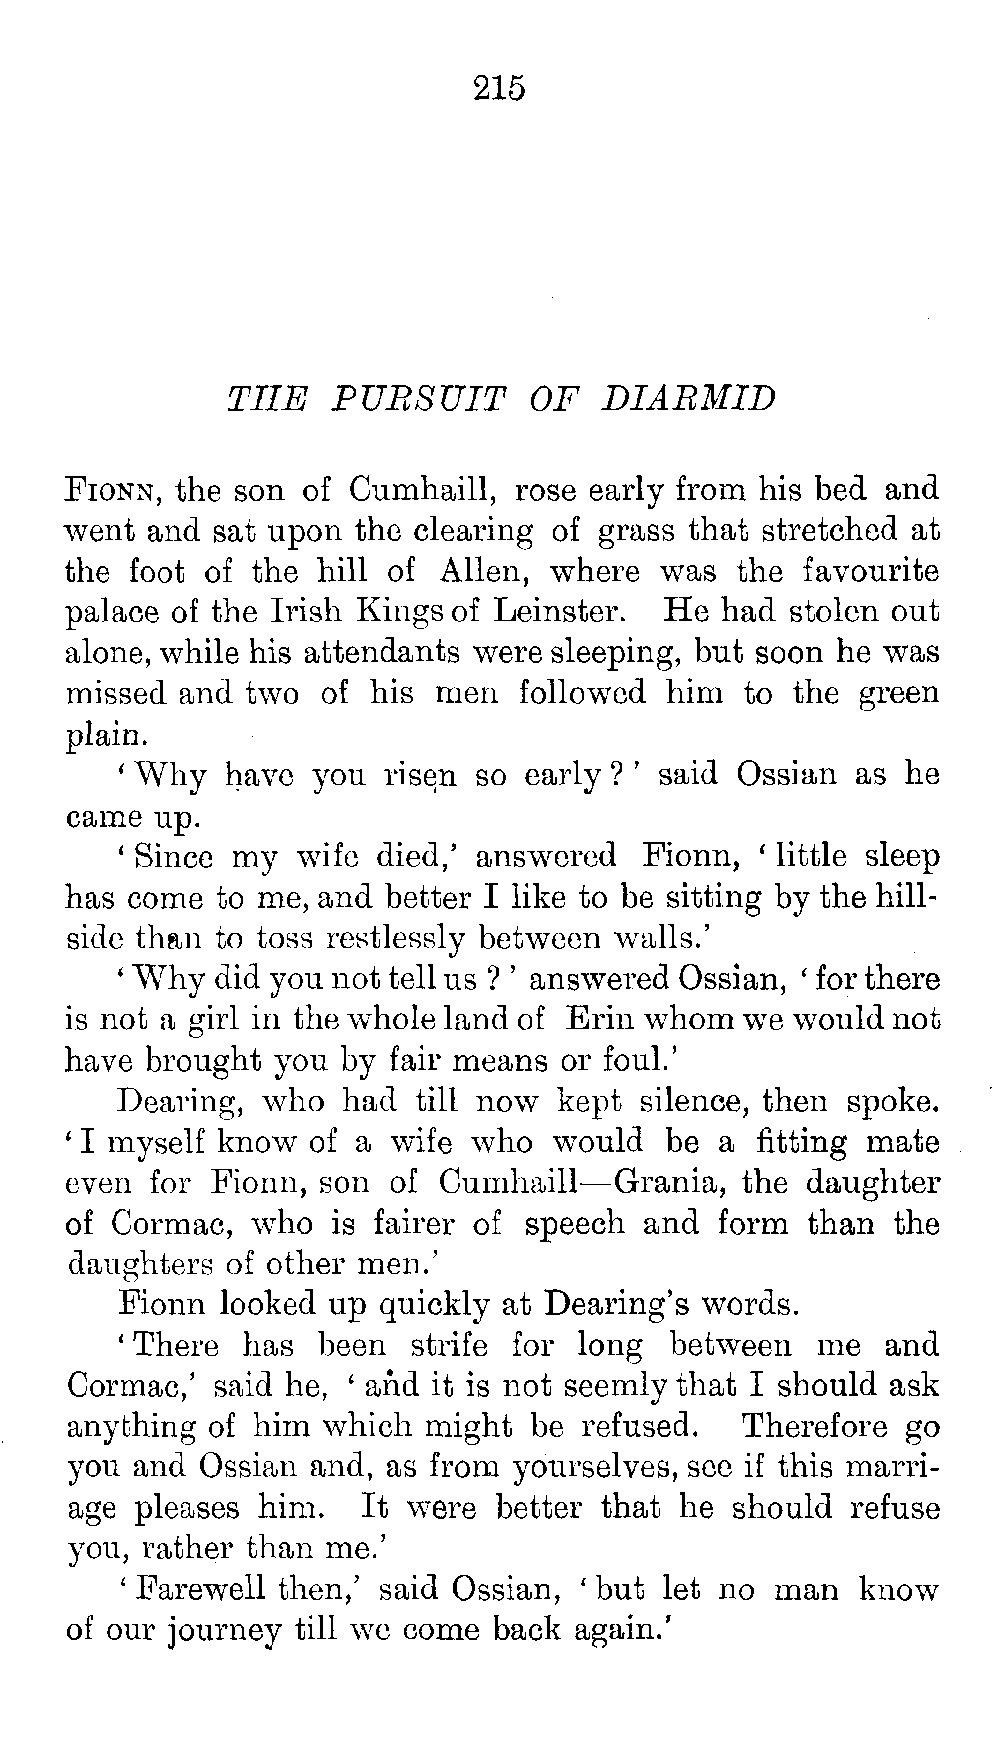 215
THE PURSUIT OF DIARMID
FIONN, the son of Cumhaill, rose early from his bed and
went and sat upon the clearing of grass that stretched at
the foot of the hill of Allen, where was the favourite
palace of the Irish Kings of Leinster. He had stolen out
alone, while his attendants were sleeping, but soon he was
missed and two of his men followed him to the green
plain.
‘Why have you risen so early?’ said Ossian as he
came up.
‘Since my wife died,’ answered Fionn, ‘little sleep
has come to me, and better I like to be sitting by the hill-
side than to toss restlessly between walls.’
‘Why did you not tell us?’ answered Ossian, ‘for there
is not a girl in the whole land of Erin whom we would not
have brought you by fair means or foul.’
Dearing, who had till now kept silence, then spoke.
‘I myself know of a wife who would be a fitting mate
even for Fionn, son of Cumhaill—Grania, the daughter
of Cormac, who is fairer of speech and form than the
daughters of other men.’
Fionn looked up quickly at Dearing’s words.
‘There has been strife for long between me and
Cormac,’ said he, ‘and it is not seemly that I should ask
anything of him which might be refused. Therefore go
you and Ossian and, as from yourselves, see if this marri-
age pleases him. It were better that he should refuse
you, rather than me.’
‘Farewell then,’ said Ossian, ‘but let no man know
of our journey till we come back again.’